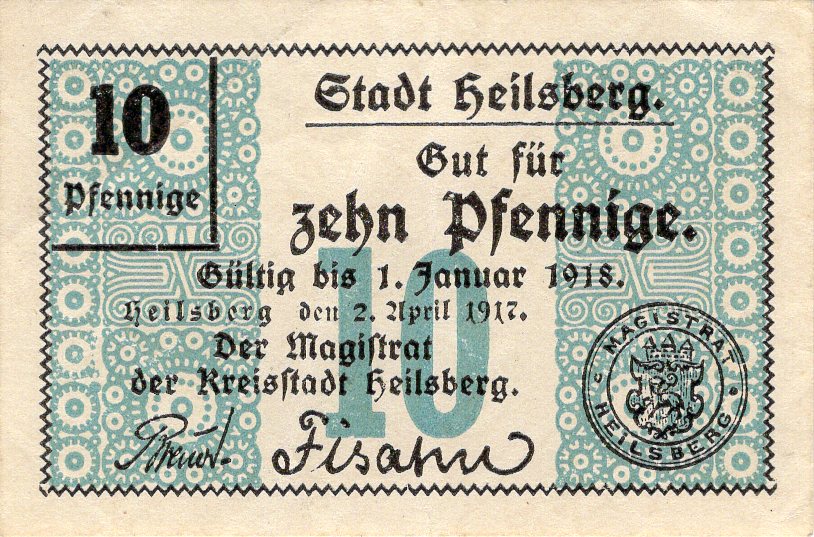 10
Pfennige
Stadt Heilsberg.
Gut für
zehn Pfennige.
10
Gültig bis 1. Januar 1918.
Heilsberg den 2. April 1917.
Der Magistrat
der Kreisstadt Heilsberg.
Fisahn
MAGISTRAT
HEILSBERG